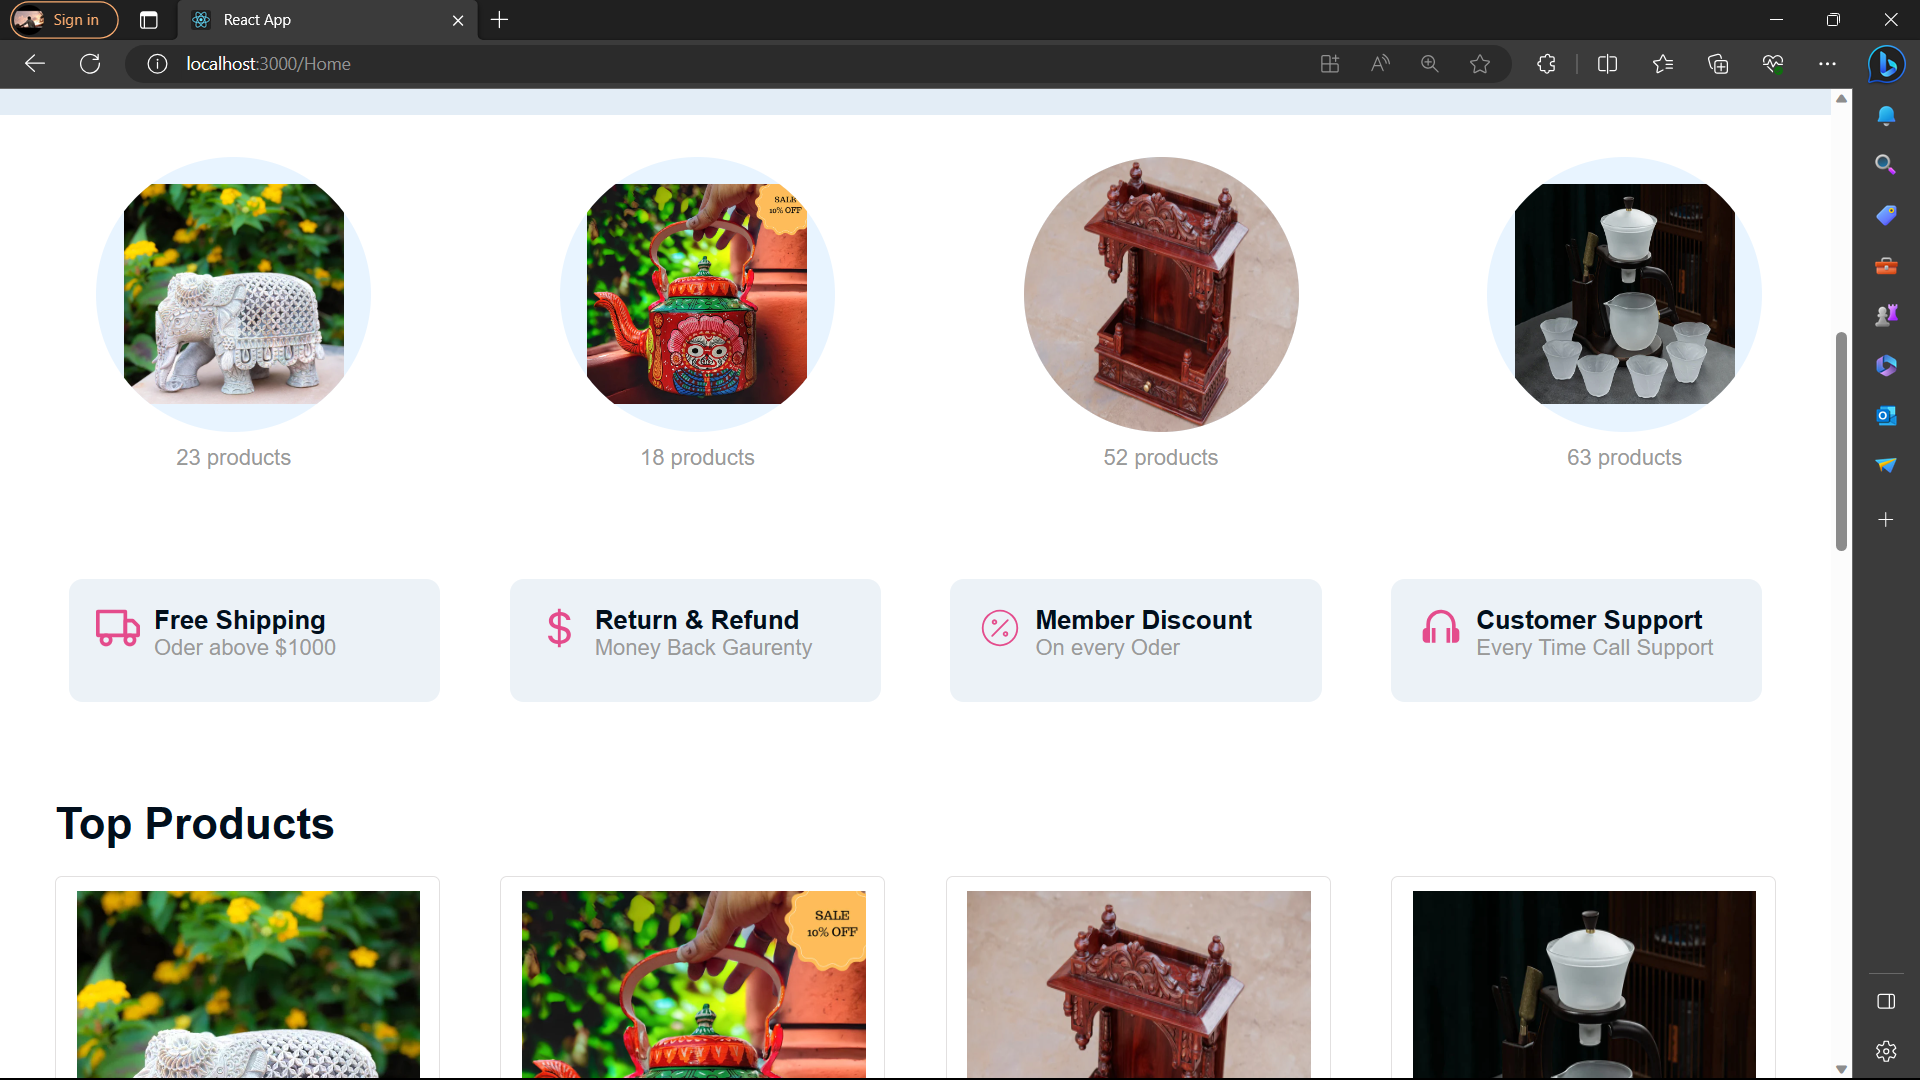 Sign in
React App
localhost:3000/Home
SALE
10% OFF
23 products
18 products
52 products
63 products
Free Shipping
Oder above $1000
Return & Refund
Money Back Gaurenty
Member Discount
On every Oder
Customer Support
Every Time Call Support
Top Products
SALE
10% OFF